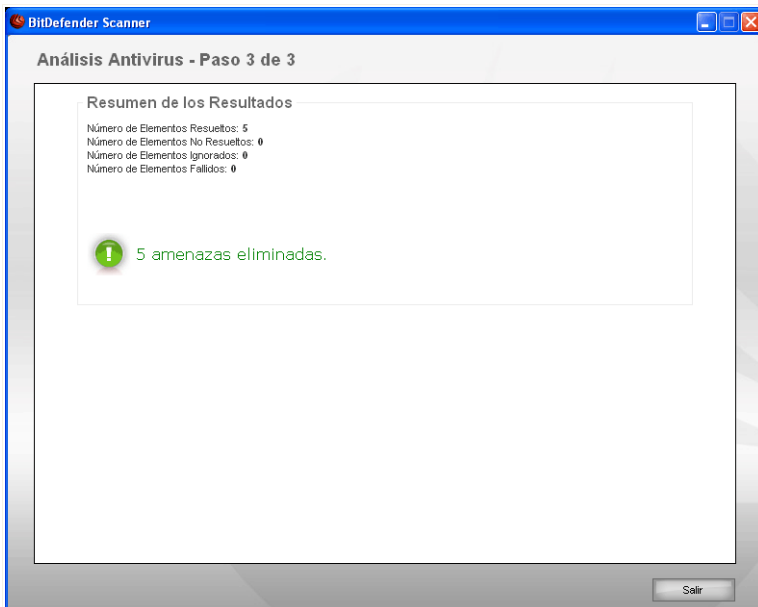 BitDefender Scanner
Análisis Antivirus - Paso 3 de 3
Resumen de los Resultados
Número de Elementos Resueltos: 5
Número de Elementos No Resueltos: 0
Número de Elementos Ignorados: 0
Número de Elementos Fallidos: 0
5 amenazas eliminadas.
Salir